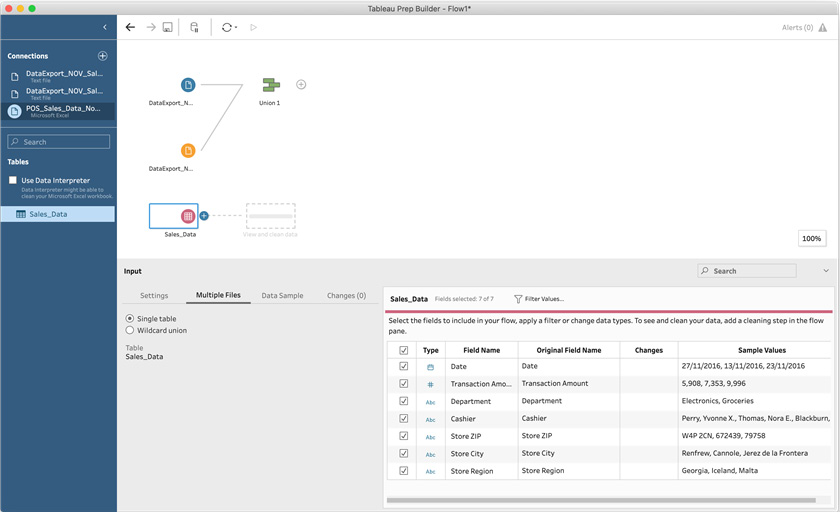 Tableau Prep Builder - Flow1*
Alerts (0)
Connections
DataExport_NOV_Sal...
Text file
DataExport_NOV_Sal...
Text file
POS_Sales_Data_No...
Microsoft Excel
Search
Tables
Use Data Interpreter
Data Interpreter might be able to
clean your Microsoft Excel workbook.
Sales_Data
DataExport_N...
Union 1
DataExport_N...
Sales_Data
View and clean data
100%
Input
Search
Settings
Multiple Files
Data Sample
Changes (0)
Single table
Wildcard union
Table
Sales_Data
Sales_Data Fields selected: 7 of 7 Filter Values...
Select the fields to include in your flow, apply a filter or change data types. To see and clean your data, add a cleaning step in the flow
pane.
Type Field Name Original Field Name Changes Sample Values
Date Date 27/11/2016, 13/11/2016, 23/11/2016
# Transaction Amo... Transaction Amount 5,908, 7,353, 9,996
Abc Department Department Electronics, Groceries
Abc Cashier Cashier Perry, Yvonne X., Thomas, Nora E., Blackburn,
Abc Store ZIP Store ZIP W4P 2CN, 672439, 79758
Abc Store City Store City Renfrew, Cannole, Jerez de la Frontera
Abc Store Region Store Region Georgia, Iceland, Malta